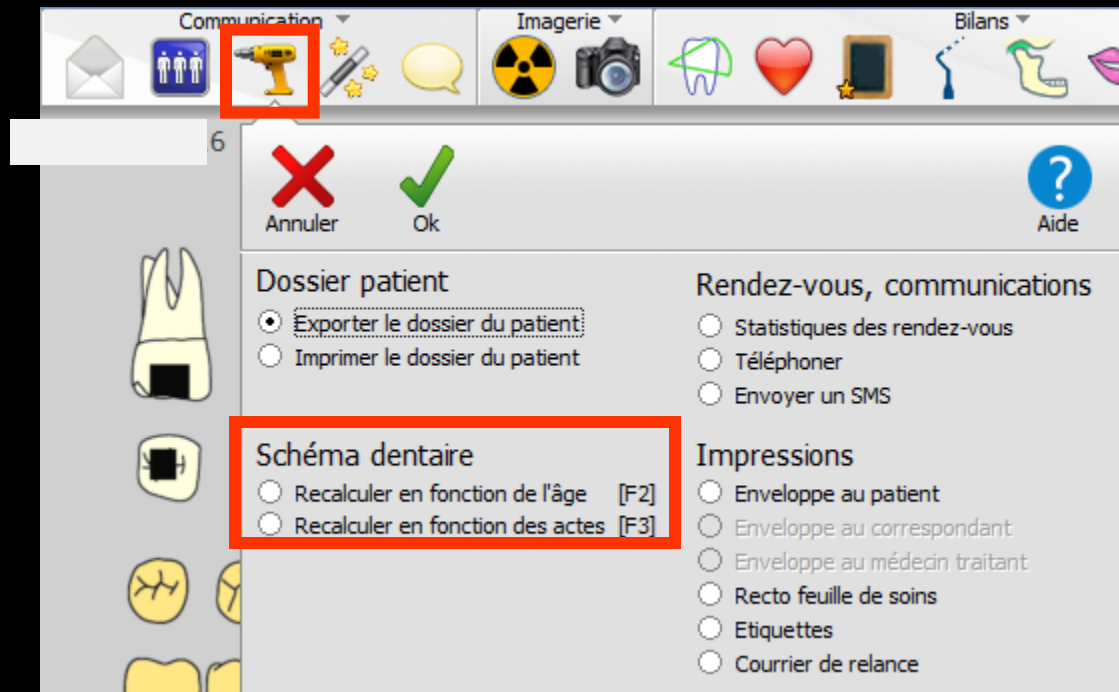 Communication
Imagerie
Bilans
6
Annuler
Ok
?
Aide
Dossier patient
Exporter le dossier du patient
Imprimer le dossier du patient
Rendez-vous, communications
Statistiques des rendez-vous
Téléphoner
Envoyer un SMS
Schéma dentaire
Recalculer en fonction de l'âge [F2]
Recalculer en fonction des actes [F3]
Impressions
Enveloppe au patient
Enveloppe au correspondant
Enveloppe au médecin traitant
Recto feuille de soins
Etiquettes
Courrier de relance